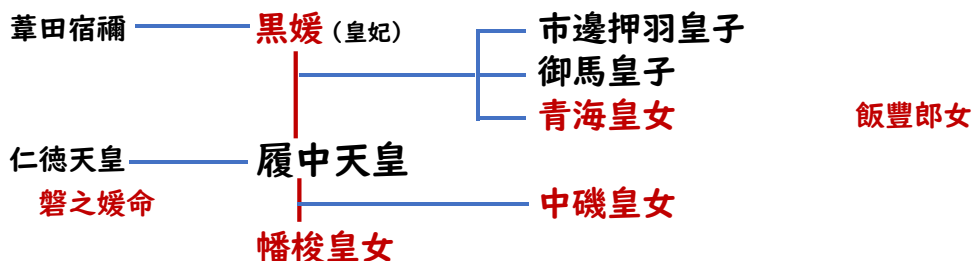 葦田宿禰 黒媛（皇妃） 市邊押羽皇子
御馬皇子
青海皇女 飯豐郎女
仁徳天皇 履中天皇
磐之媛命 中磯皇女
幡梭皇女